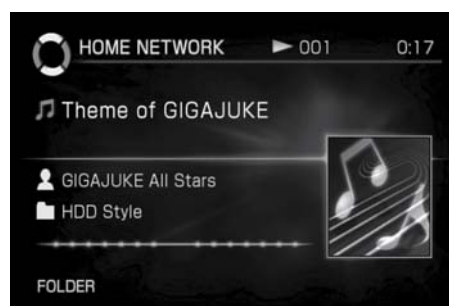 HOME NETWORK ► 001 0:17
Theme of GIGAJUKE
GIGAJUKE All Stars
HDD Style
FOLDER